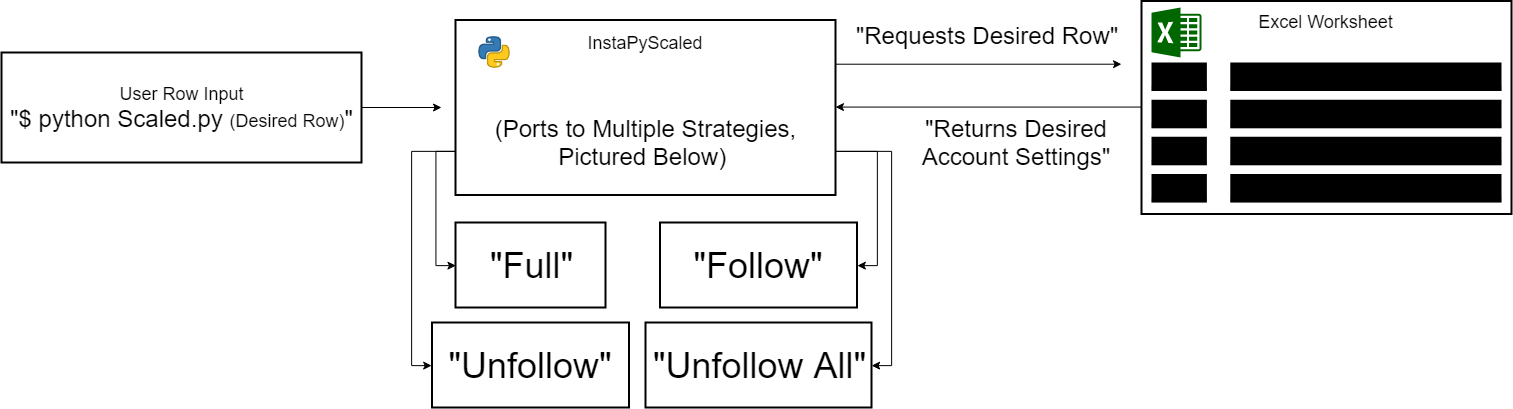 User Row Input
"$ python Scaled.py (Desired Row)"
InstaPyScaled
(Ports to Multiple Strategies,
Pictured Below)
"Requests Desired Row"
"Returns Desired
Account Settings"
X
Excel Worksheet
"Full"
"Follow"
"Unfollow"
"Unfollow All"